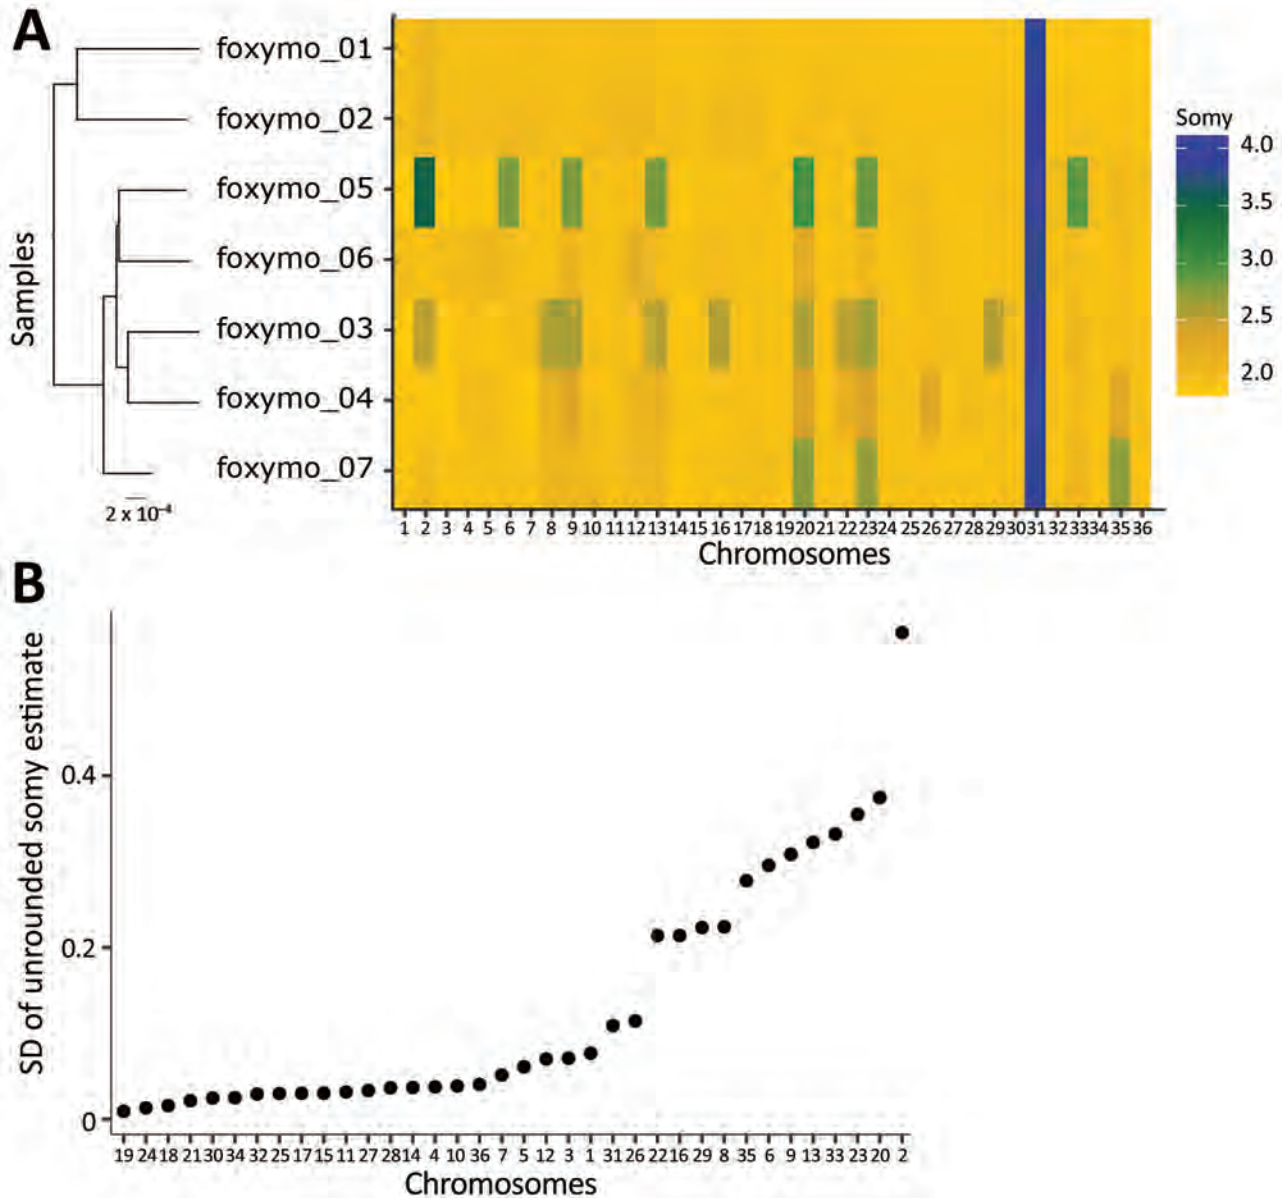 A
foxymo_01
foxymo_02
foxymo_05
foxymo_06
foxymo_03
foxymo_04
foxymo_07
Samples
2 x 10⁻⁴
Somy
4.0
3.5
3.0
2.5
2.0
1 2 3 4 5 6 7 8 9 10 11 12 13 14 15 16 17 18 19 20 21 22 23 24 25 26 27 28 29 30 31 32 33 34 35 36
Chromosomes
B
SD of unrounded somy estimate
0.4
0.2
0
19 24 18 21 30 34 32 25 17 15 11 27 28 14 4 10 36 7 5 12 3 1 31 26 22 16 29 8 35 6 9 13 33 23 20 2
Chromosomes